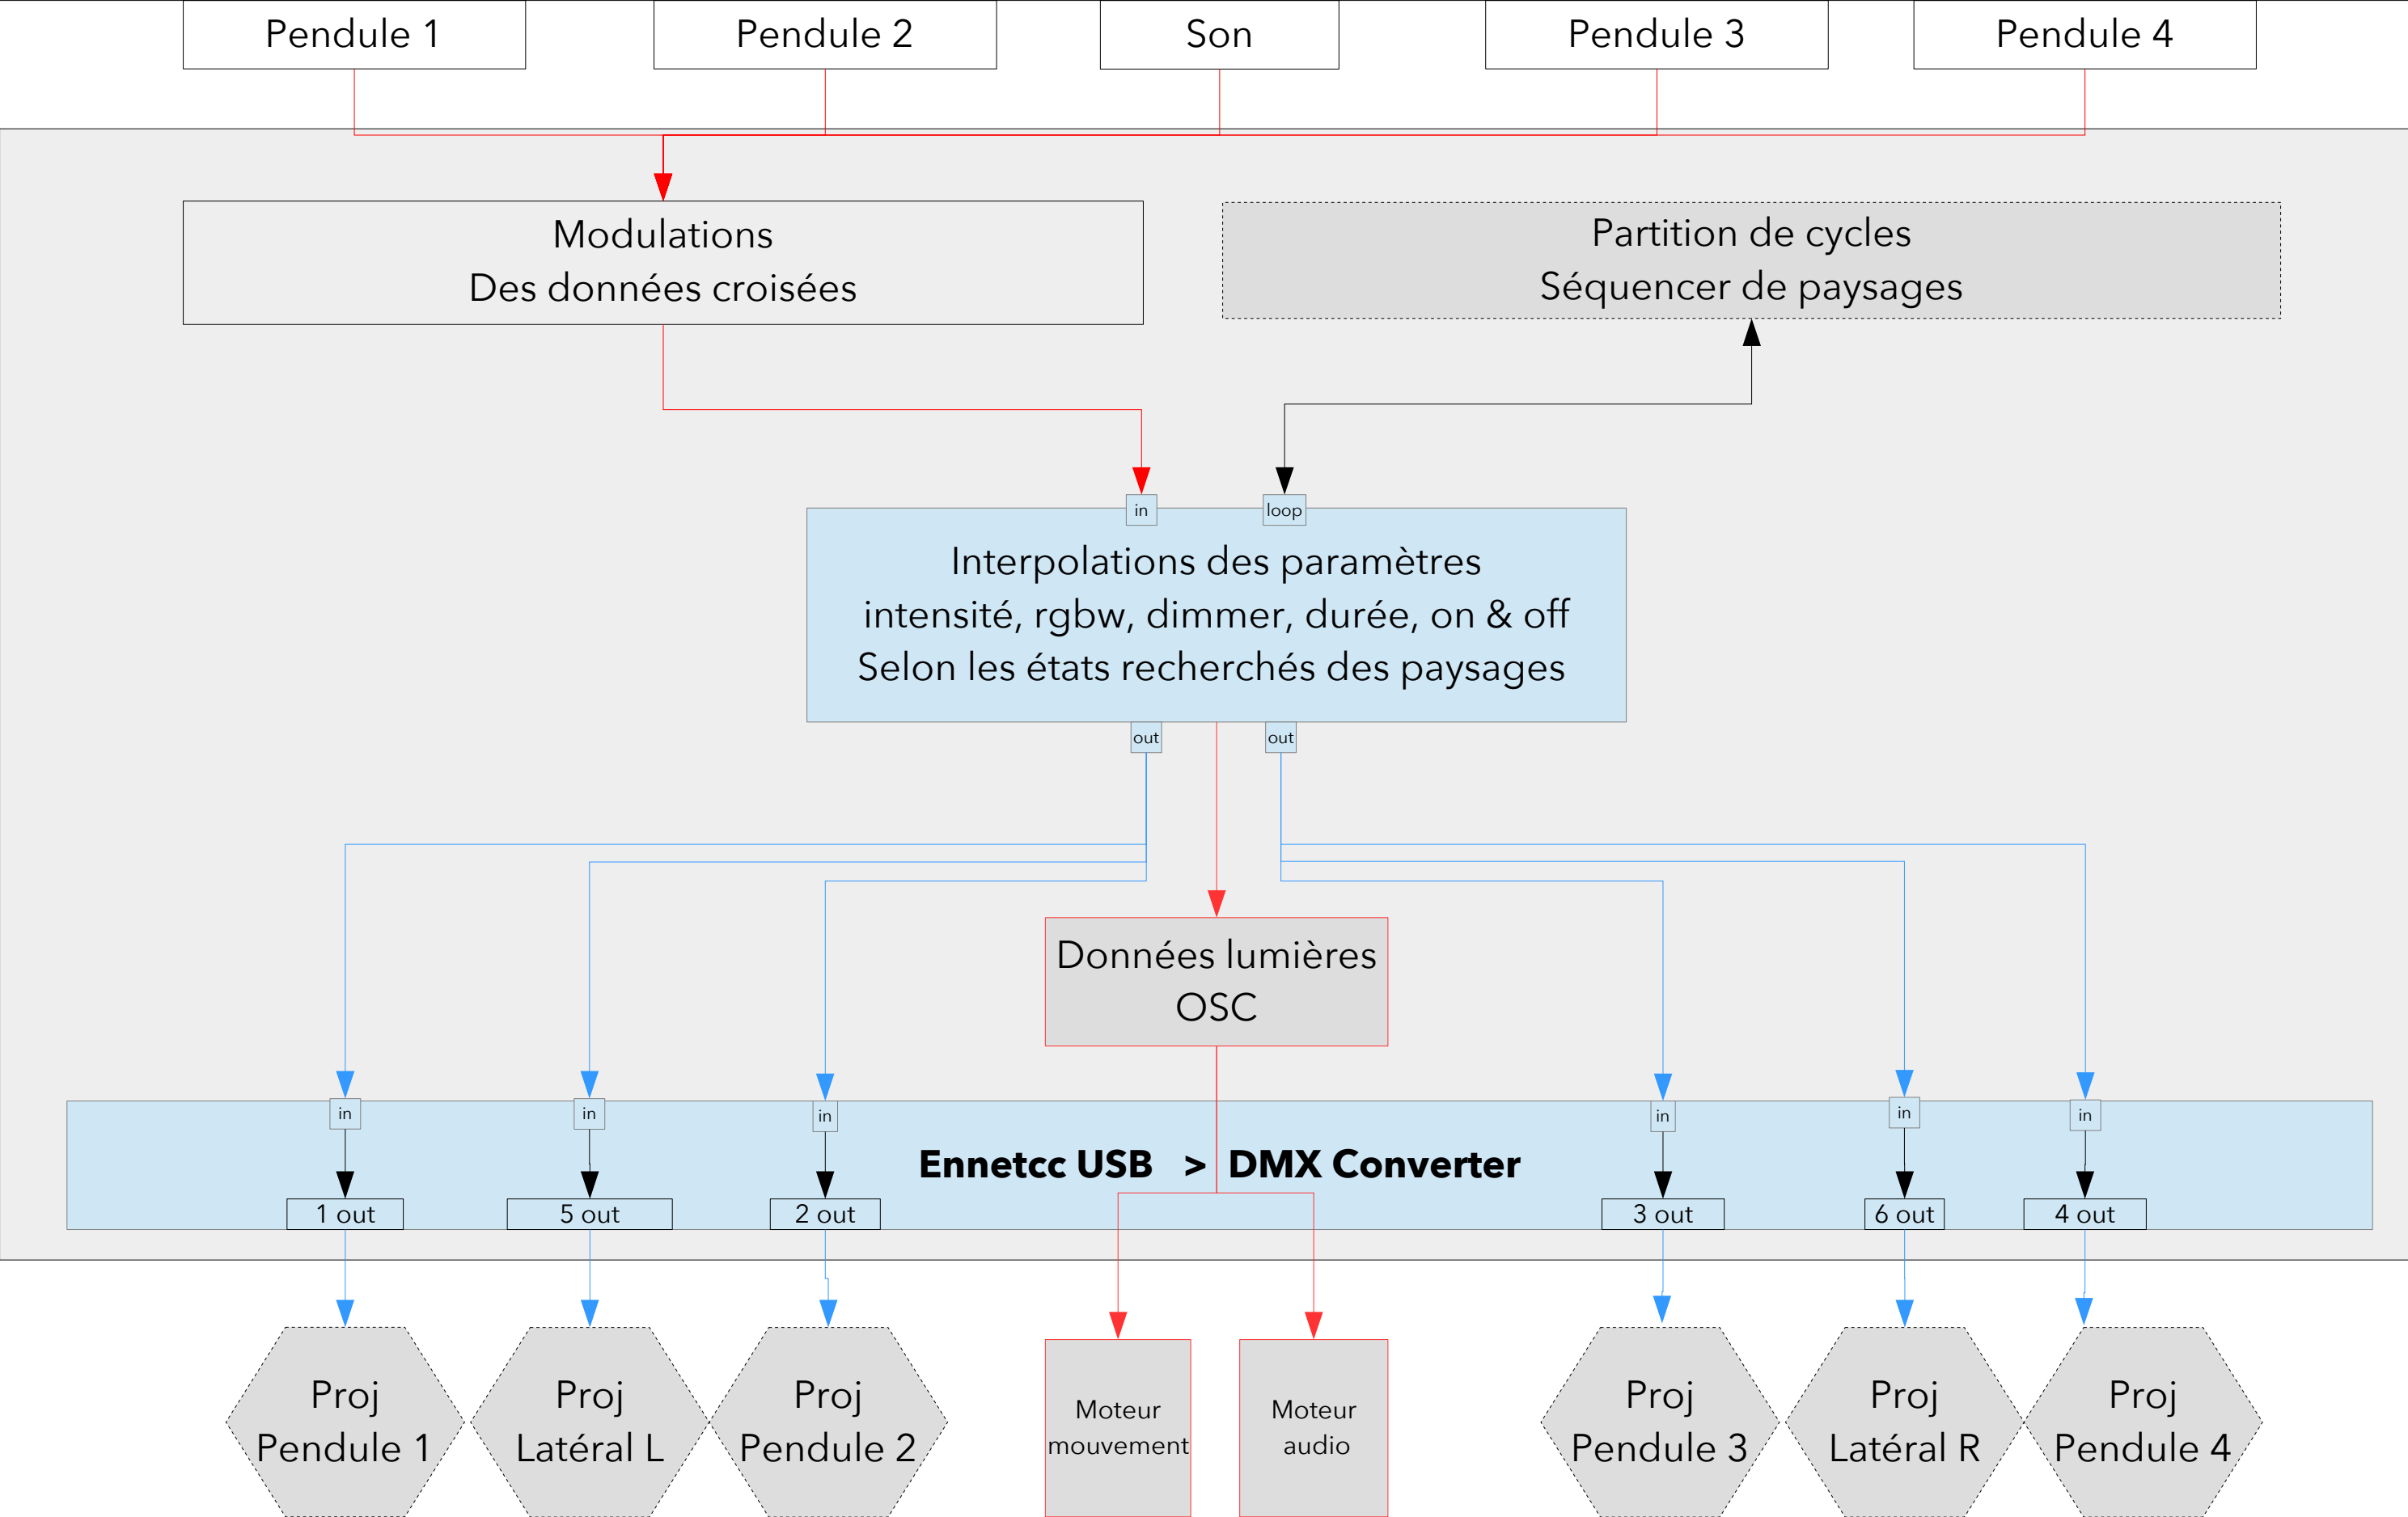 Pendule 1
Pendule 2
Son
Pendule 3
Pendule 4
Modulations
Des données croisées
Partition de cycles
Séquencer de paysages
in
loop
Interpolations des paramètres
intensité, rgbw, dimmer, durée, on & off
Selon les états recherchés des paysages
out
out
Données lumières
OSC
in
in
in
in
in
in
Ennetcc USB > DMX Converter
1 out
5 out
2 out
3 out
6 out
4 out
Proj
Pendule 1
Proj
Latéral L
Proj
Pendule 2
Moteur
mouvement
Moteur
audio
Proj
Pendule 3
Proj
Latéral R
Proj
Pendule 4